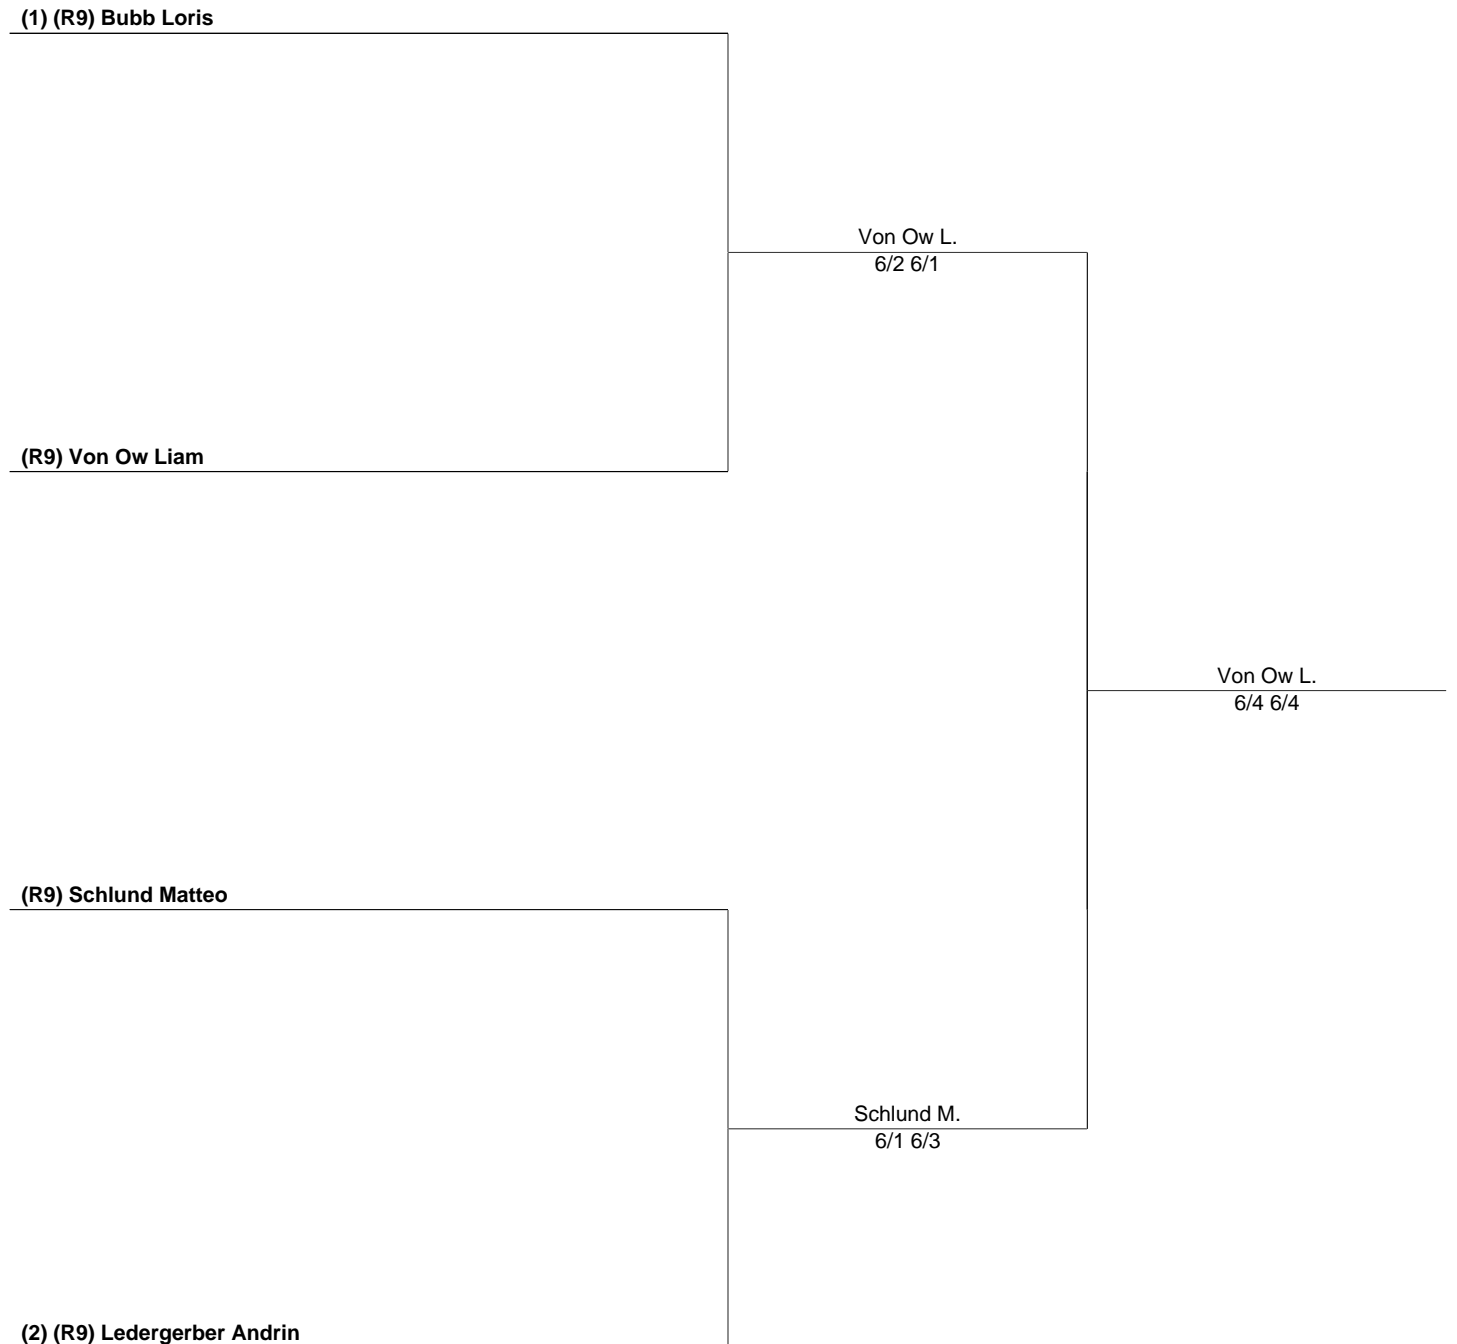 (1) (R9) Bubb Loris
Von Ow L.
6/2 6/1
(R9) Von Ow Liam
Von Ow L.
6/4 6/4
(R9) Schlund Matteo
Schlund M.
6/1 6/3
(2) (R9) Ledergerber Andrin